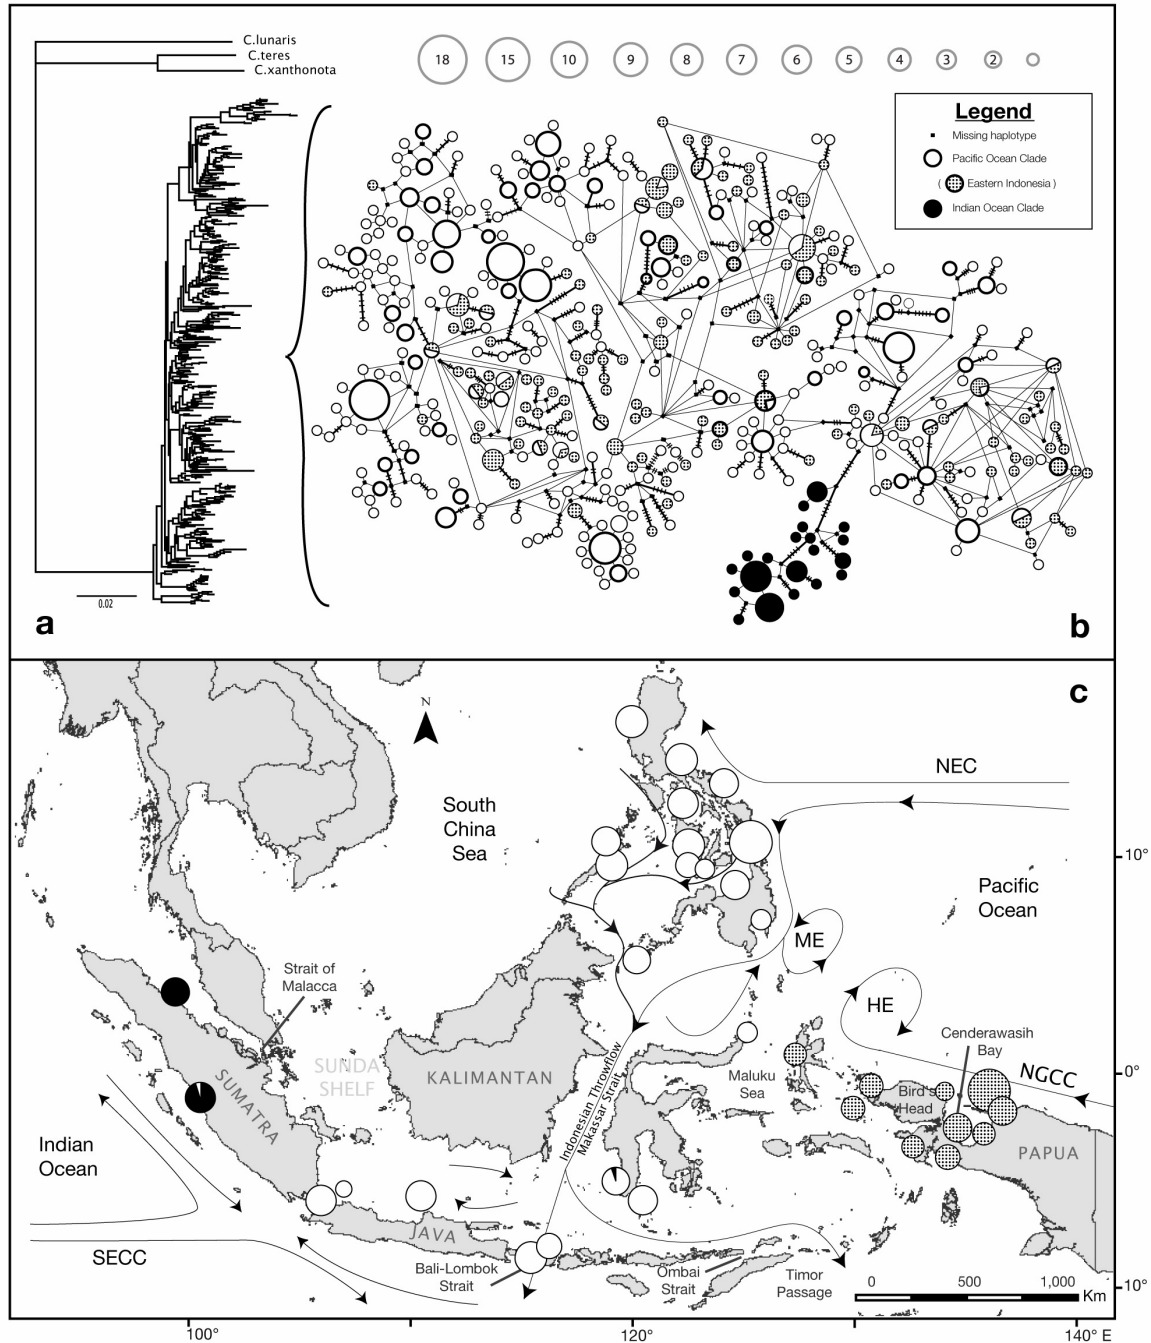 C.lunaris
C.teres
C.xanthonota
18 15 10 9 8 7 6 5 4 3 2
Legend
Missing haplotype
Pacific Ocean Clade
( Eastern Indonesia )
Indian Ocean Clade
0.02
a
b
c
N
NEC
South
China
Sea
10°
Pacific
Ocean
ME
Strait of
Malacca
HE
Cenderawasih
Bay
SUNDA
SHELF
KALIMANTAN
SUMATRA
Indonesian Throwflow
Makassar Strait
Maluku
Sea
Bird's
Head
NGCC
0°
Indian
Ocean
PAPUA
JAVA
SECC
Bali-Lombok
Strait
Ombai
Strait
Timor
Passage
0 500 1,000
Km
10°
100° 120° 140° E